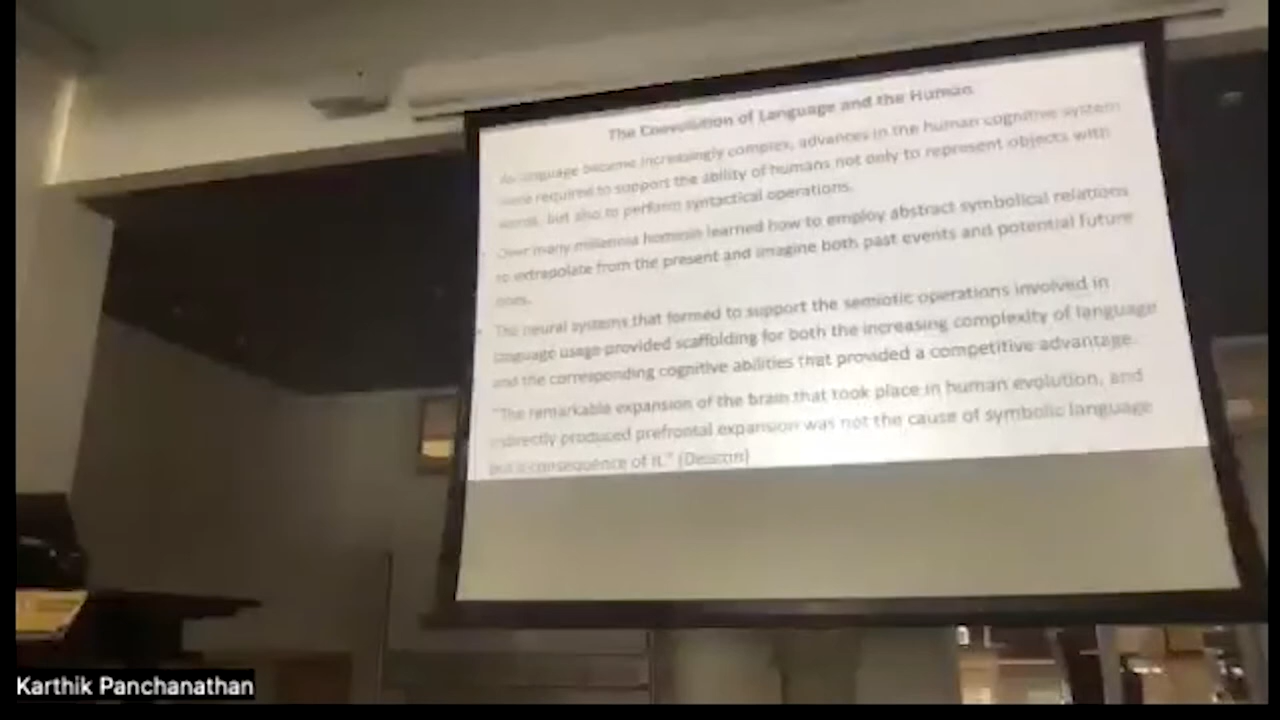 The Coevolution of Language and the Human
As language became increasingly complex, advances in the human cognitive system
were required to support the ability of humans not only to represent objects with
words, but also to perform syntactical operations.
Over many millennia hominin learned how to employ abstract symbolical relations
to extrapolate from the present and imagine both past events and potential future
ones.
The neural systems that formed to support the semiotic operations involved in
language usage provided scaffolding for both the increasing complexity of language
and the corresponding cognitive abilities that provided a competitive advantage.
"The remarkable expansion of the brain that took place in human evolution, and
indirectly produced prefrontal expansion was not the cause of symbolic language
but a consequence of it." (Deacon)
Karthik Panchanathan